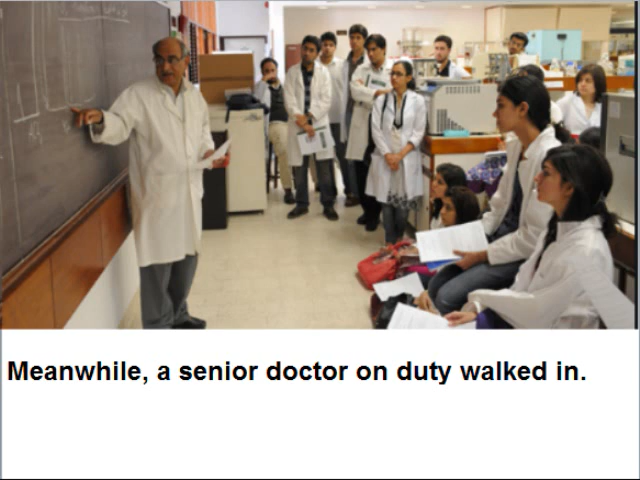 Meanwhile, a senior doctor on duty walked in.